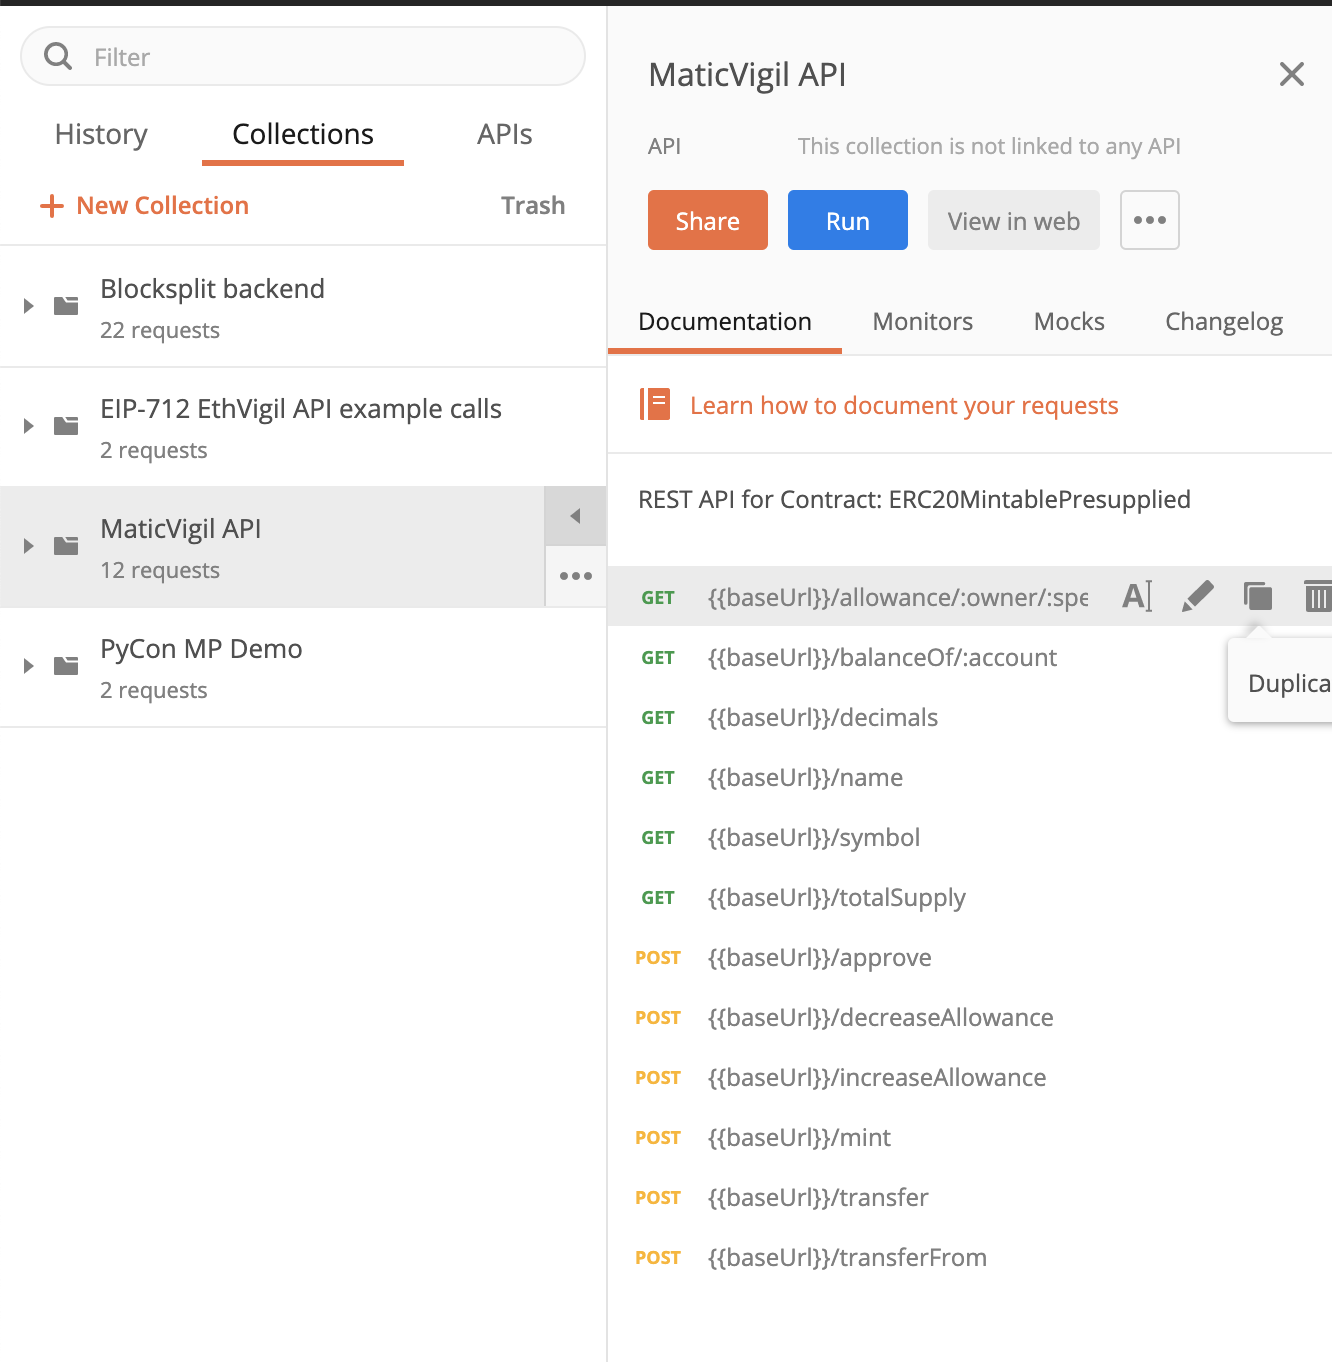 Filter
History
Collections
APIs
New Collection
Trash
Blocksplit backend
22 requests
EIP-712 EthVigil API example calls
2 requests
MaticVigil API
12 requests
PyCon MP Demo
2 requests
MaticVigil API
API This collection is not linked to any API
Share
Run
View in web
Documentation
Monitors
Mocks
Changelog
Learn how to document your requests
REST API for Contract: ERC20MintablePresupplied
GET {{baseUrl}}/allowance/:owner/:spe
GET {{baseUrl}}/balanceOf/:account
Duplica
GET {{baseUrl}}/decimals
GET {{baseUrl}}/name
GET {{baseUrl}}/symbol
GET {{baseUrl}}/totalSupply
POST {{baseUrl}}/approve
POST {{baseUrl}}/decreaseAllowance
POST {{baseUrl}}/increaseAllowance
POST {{baseUrl}}/mint
POST {{baseUrl}}/transfer
POST {{baseUrl}}/transferFrom